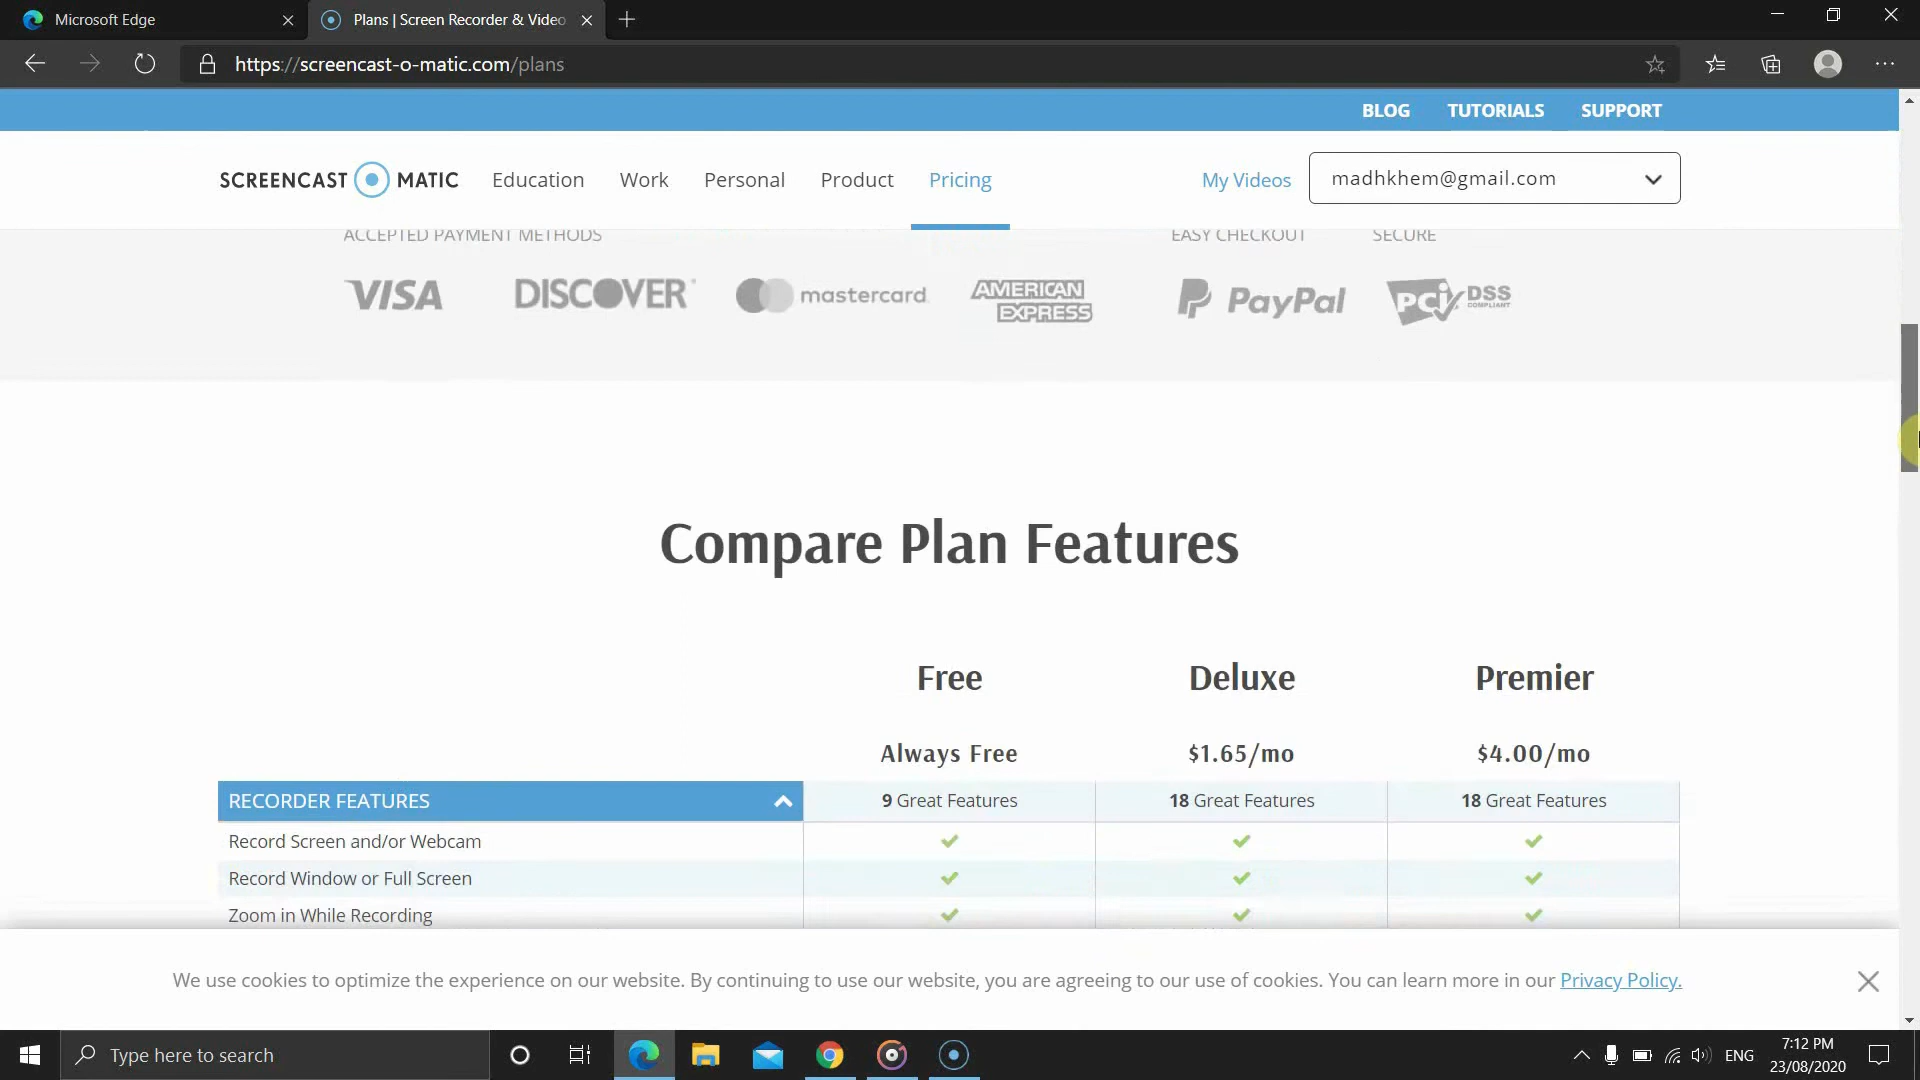 Microsoft Edge
Plans | Screen Recorder & Video
https://screencast-o-matic.com/plans
BLOG TUTORIALS SUPPORT
SCREENCAST O MATIC Education Work Personal Product Pricing My Videos madhkhem@gmail.com
ACCEPTED PAYMENT METHODS EASY CHECKOUT SECURE
VISA DISCOVER mastercard AMERICAN EXPRESS PayPal PCI DSS COMPLIANT
Compare Plan Features
Free Deluxe Premier
Always Free $1.65/mo $4.00/mo
RECORDER FEATURES 9 Great Features 18 Great Features 18 Great Features
Record Screen and/or Webcam
Record Window or Full Screen
Zoom in While Recording
We use cookies to optimize the experience on our website. By continuing to use our website, you are agreeing to our use of cookies. You can learn more in our Privacy Policy.
Type here to search
ENG
7:12 PM
23/08/2020